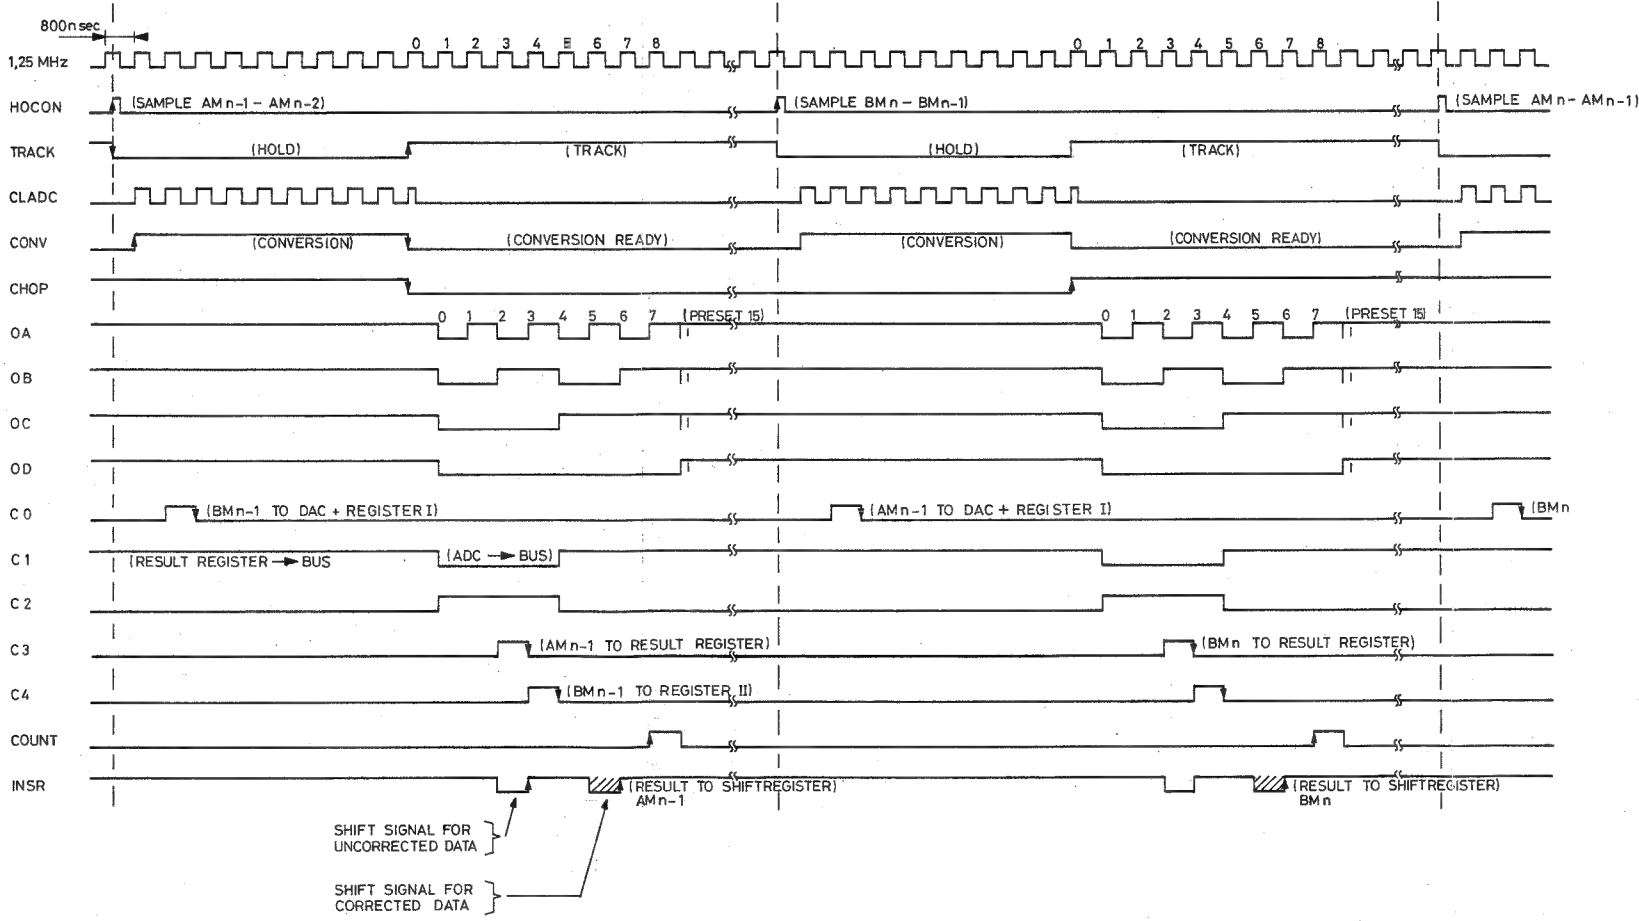 800nsec
0 1 2 3 4 5 6 7 8 0 1 2 3 4 5 6 7 8
1,25 MHz
HOCON (SAMPLE AMn-1 - AMn-2) (SAMPLE BMn - BMn-1) (SAMPLE AMn - AMn-1)
TRACK (HOLD) (TRACK) (HOLD) (TRACK)
CLADC
CONV (CONVERSION) (CONVERSION READY) (CONVERSION) (CONVERSION READY)
CHOP
0 1 2 3 4 5 6 7 (PRESET 15) 0 1 2 3 4 5 6 7 (PRESET 15)
OA
OB
OC
OD
C0 (BMn-1 TO DAC + REGISTER I) (AMn-1 TO DAC + REGISTER I) (BMn
C1 (RESULT REGISTER → BUS (ADC → BUS)
C2
C3 (AMn-1 TO RESULT REGISTER) (BMn TO RESULT REGISTER)
C4 (BMn-1 TO REGISTER II)
COUNT
INSR (RESULT TO SHIFTREGISTER) (RESULT TO SHIFTREGISTER)
AMn-1 BMn
SHIFT SIGNAL FOR
UNCORRECTED DATA
SHIFT SIGNAL FOR
CORRECTED DATA